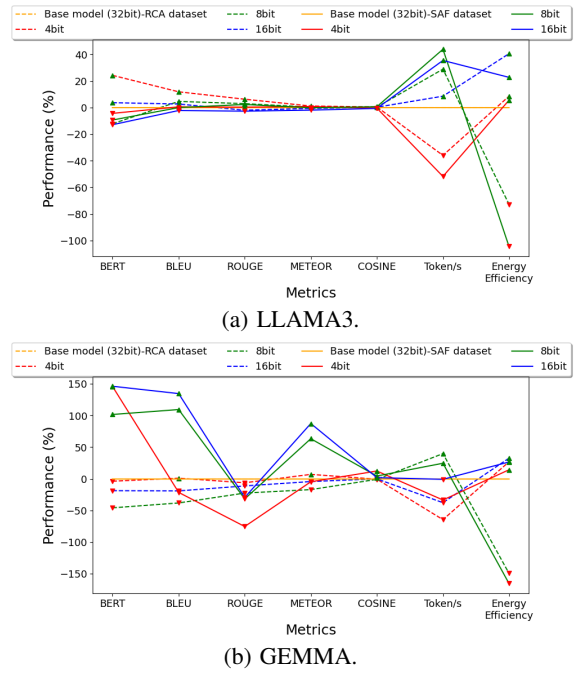 Base model (32bit)-RCA dataset 8bit Base model (32bit)-SAF dataset 8bit
4bit 16bit 4bit 16bit
40
20
0
−20
−40
−60
−80
−100
Performance (%)
BERT BLEU ROUGE METEOR COSINE Token/s Energy
Efficiency
Metrics
(a) LLAMA3.
Base model (32bit)-RCA dataset 8bit Base model (32bit)-SAF dataset 8bit
4bit 16bit 4bit 16bit
150
100
50
0
−50
−100
−150
Performance (%)
BERT BLEU ROUGE METEOR COSINE Token/s Energy
Efficiency
Metrics
(b) GEMMA.